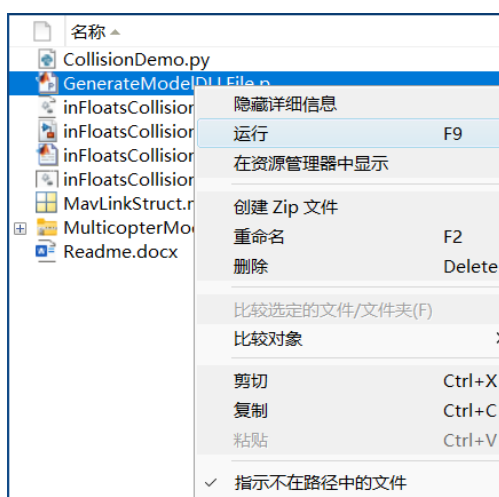 名称
CollisionDemo.py
GenerateModelDLLFile.p
inFloatsCollision
隐藏详细信息
inFloatsCollision
运行 F9
inFloatsCollision
在资源管理器中显示
inFloatsCollision
MavLinkStruct.
创建 Zip 文件
MulticopterMo
重命名 F2
Readme.docx
删除 Delete
比较选定的文件/文件夹(F)
比较对象
剪切 Ctrl+X
复制 Ctrl+C
粘贴 Ctrl+V
指示不在路径中的文件